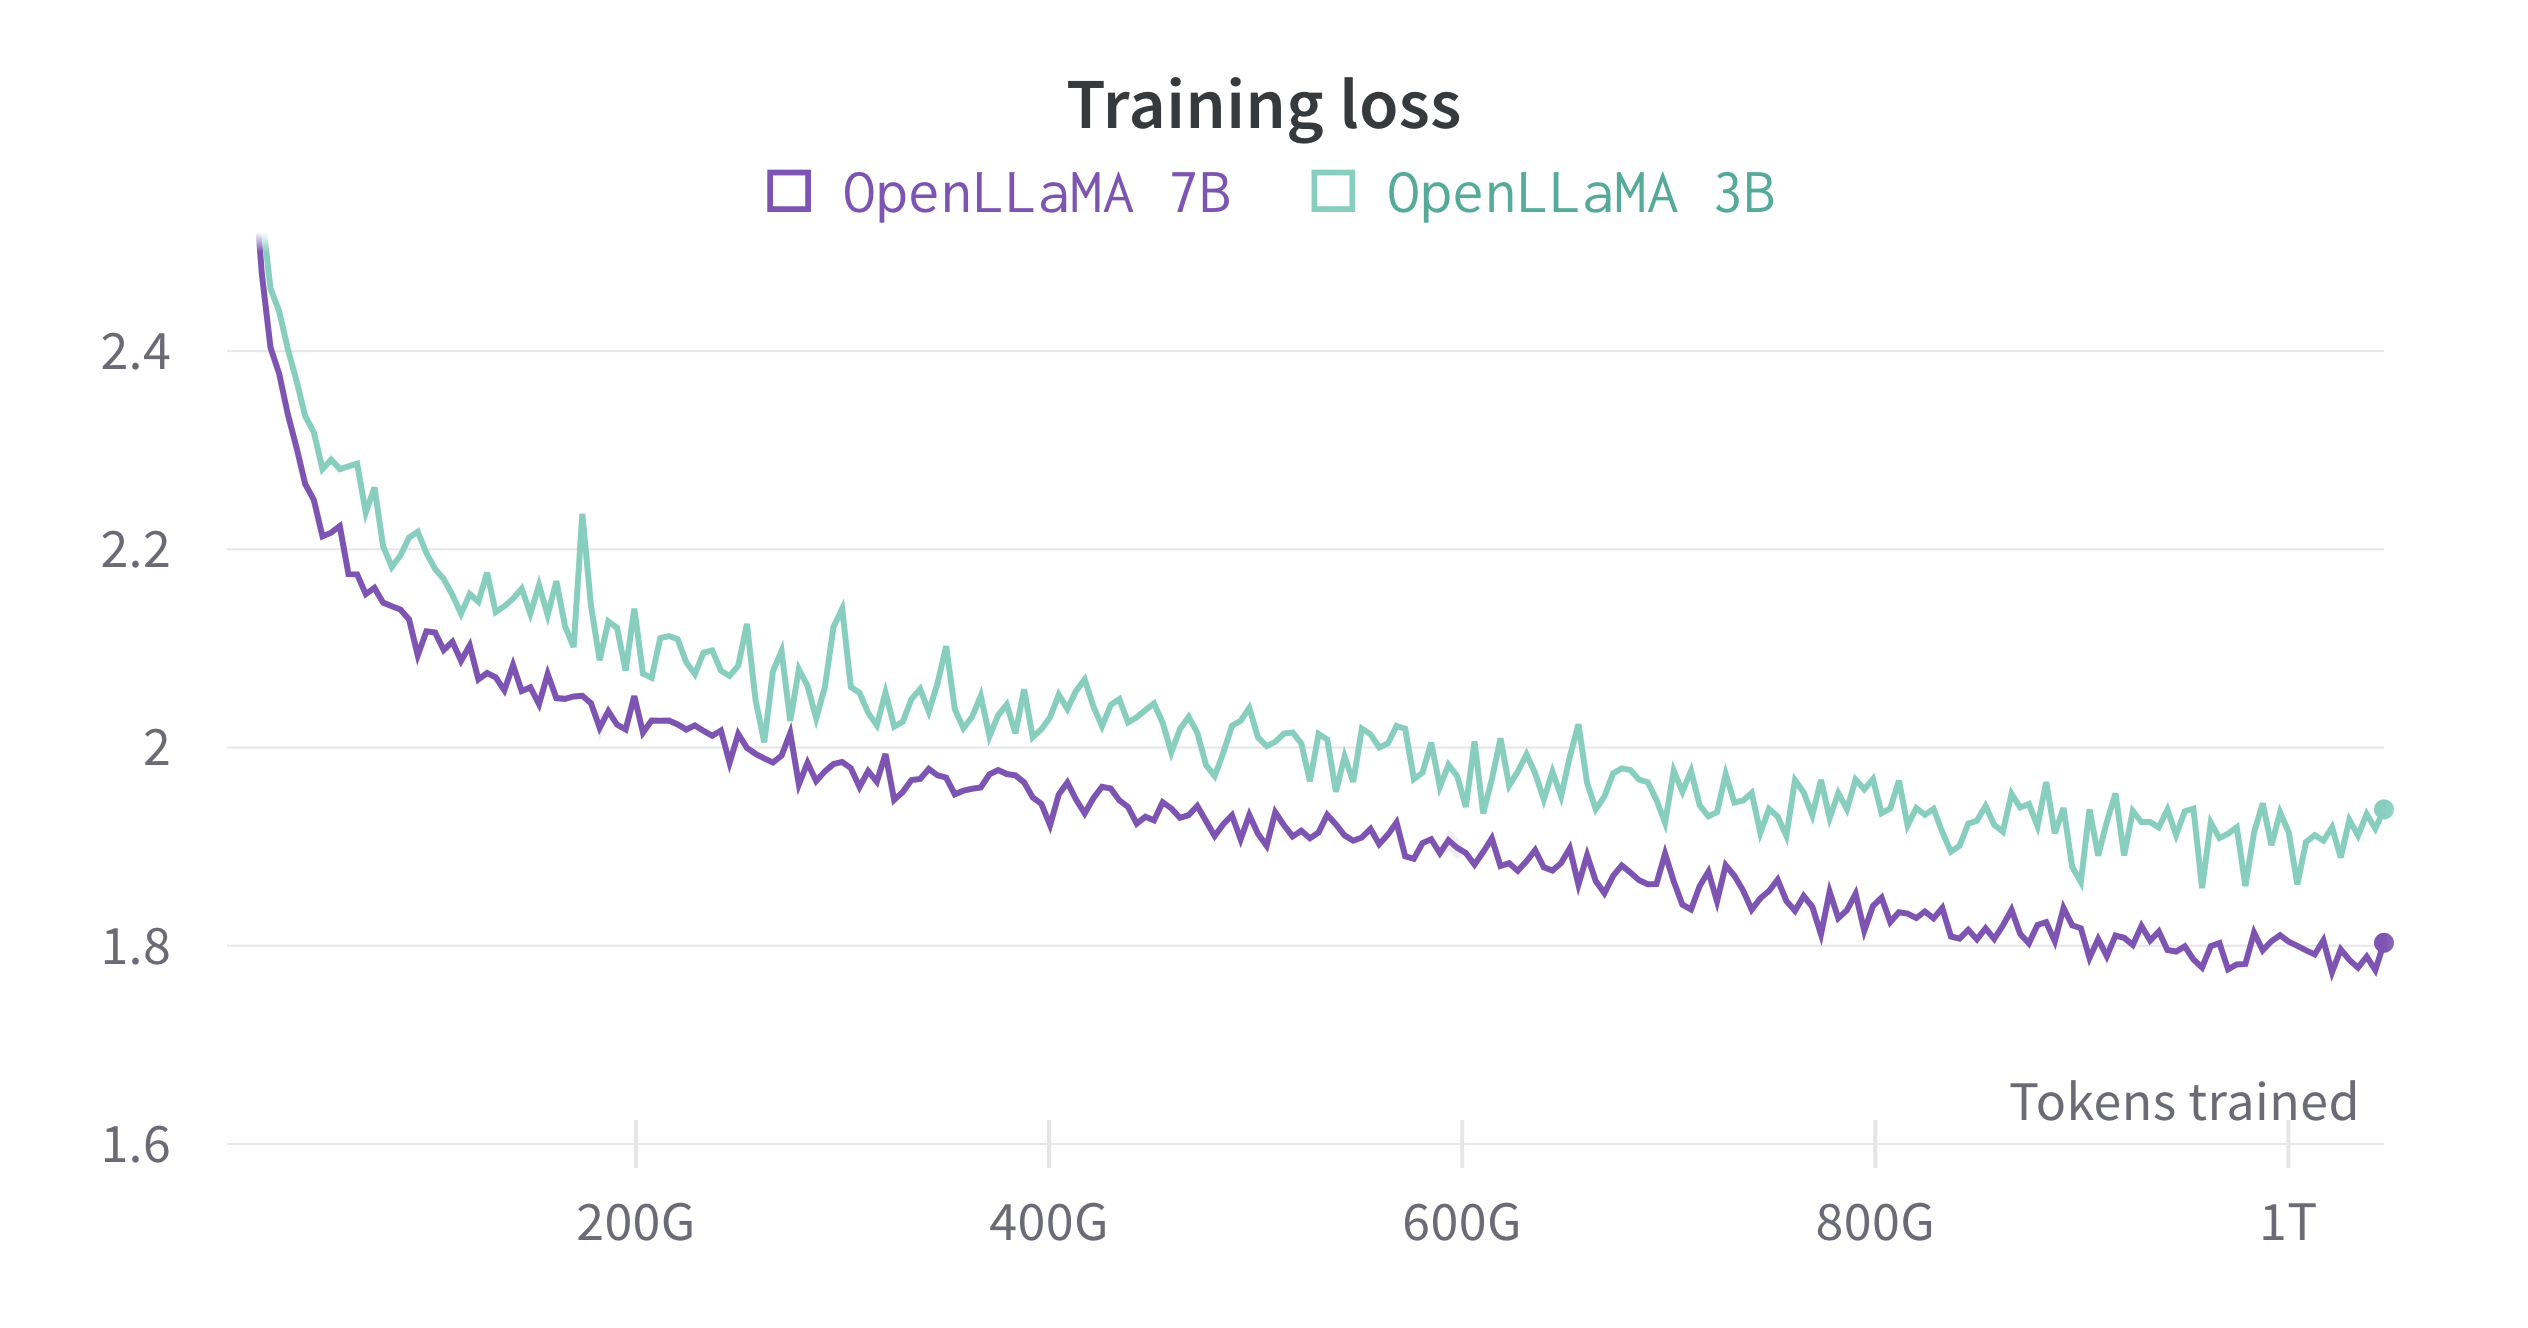 Training loss
OpenLLaMA 7B OpenLLaMA 3B
2.4
2.2
2
1.8
Tokens trained
1.6
200G 400G 600G 800G 1T